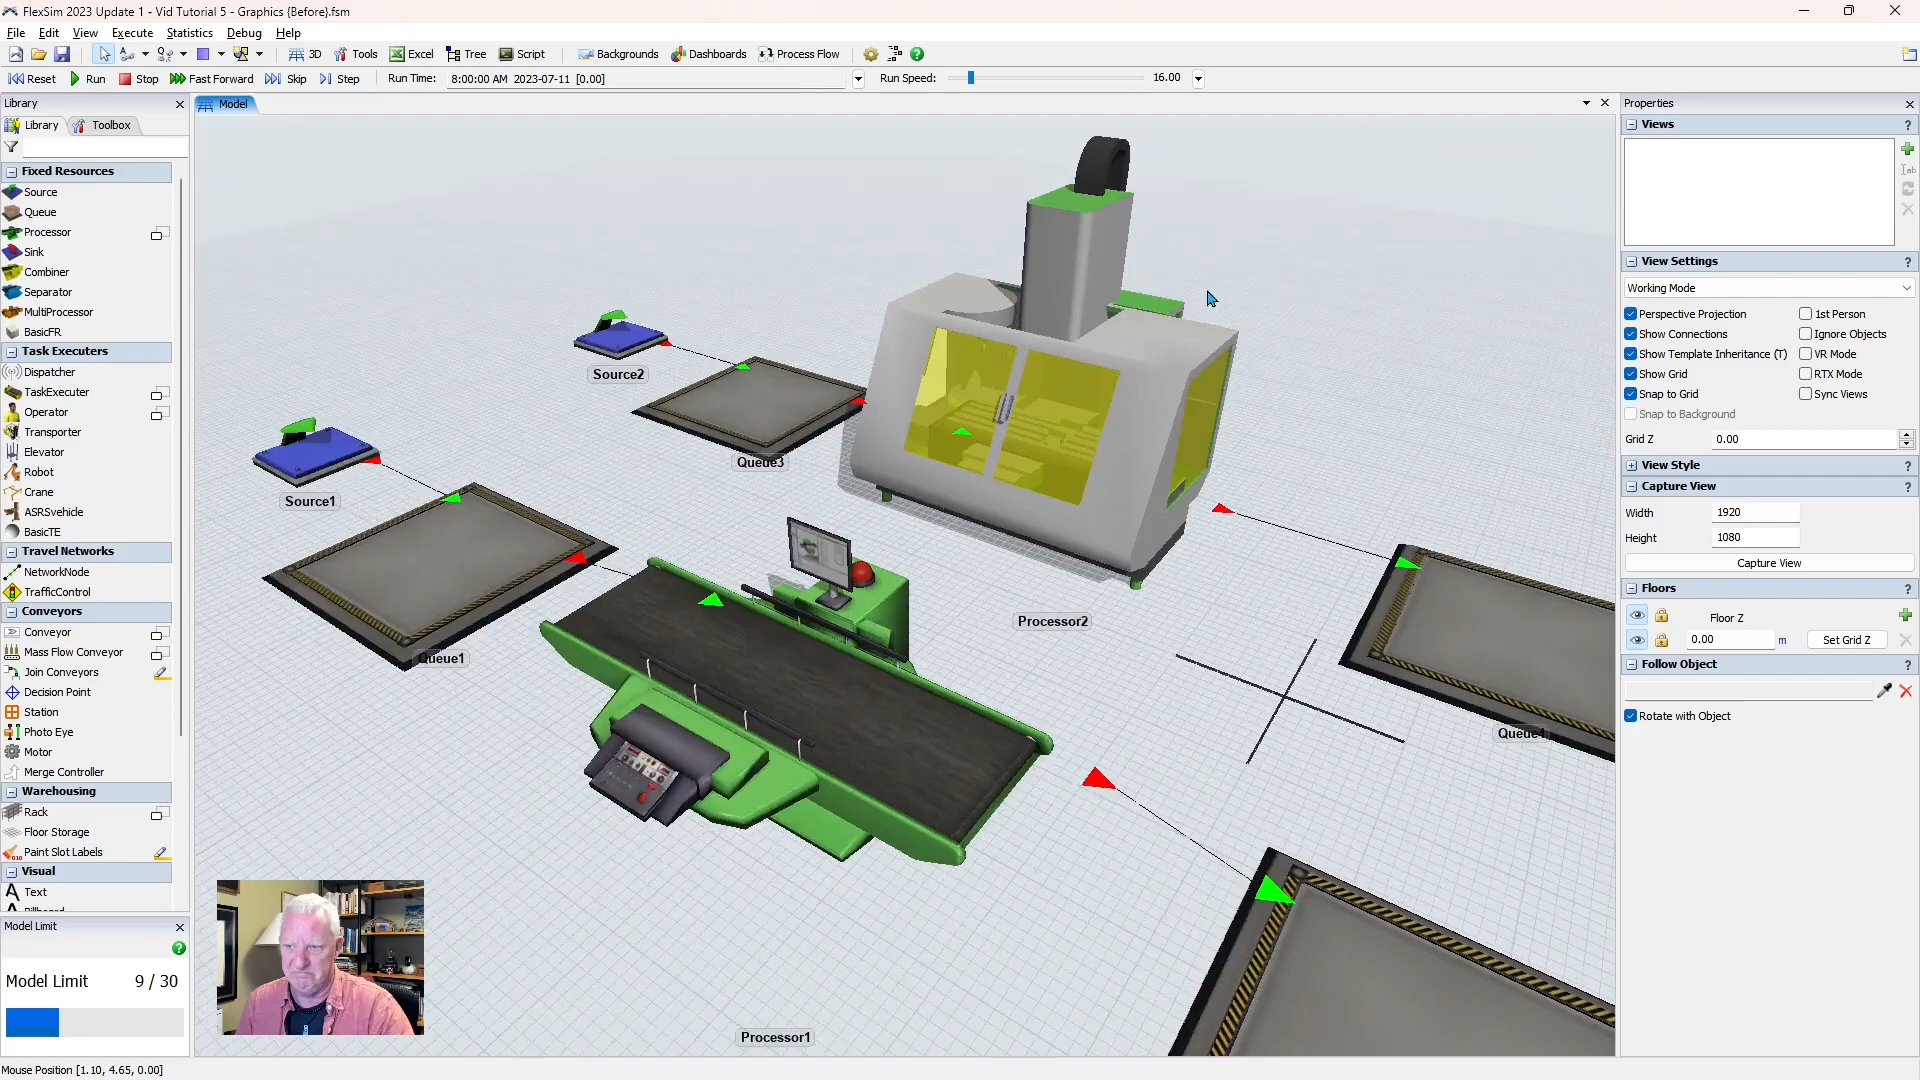 FlexSim 2023 Update 1 - Vid Tutorial 5 - Graphics {Before}.fsm
File Edit View Execute Statistics Debug Help
3D Tools Excel Tree Script Backgrounds Dashboards Process Flow
Reset Run Stop Fast Forward Skip Step Run Time: 8:00:00 AM 2023-07-11 [0.00] Run Speed: 16.00
Library
Library Toolbox
Fixed Resources
Source
Queue
Processor
Sink
Combiner
Separator
MultiProcessor
BasicFR
Task Executers
Dispatcher
TaskExecuter
Operator
Transporter
Elevator
Robot
Crane
ASRSvehicle
BasicTE
Travel Networks
NetworkNode
TrafficControl
Conveyors
Conveyor
Mass Flow Conveyor
Join Conveyors
Decision Point
Station
Photo Eye
Motor
Merge Controller
Warehousing
Rack
Floor Storage
Paint Slot Labels
Visual
Text
Model Limit
Model Limit 9 / 30
Mouse Position [1.10, 4.65, 0.00]
Model
Source2
Queue3
Source1
Queue1
Processor2
Queue4
Processor1
Properties
Views
View Settings
Working Mode
Perspective Projection 1st Person
Show Connections Ignore Objects
Show Template Inheritance (T) VR Mode
Show Grid RTX Mode
Snap to Grid Sync Views
Snap to Background
Grid Z 0.00
View Style
Capture View
Width 1920
Height 1080
Capture View
Floors
Floor Z
0.00 m Set Grid Z
Follow Object
Rotate with Object